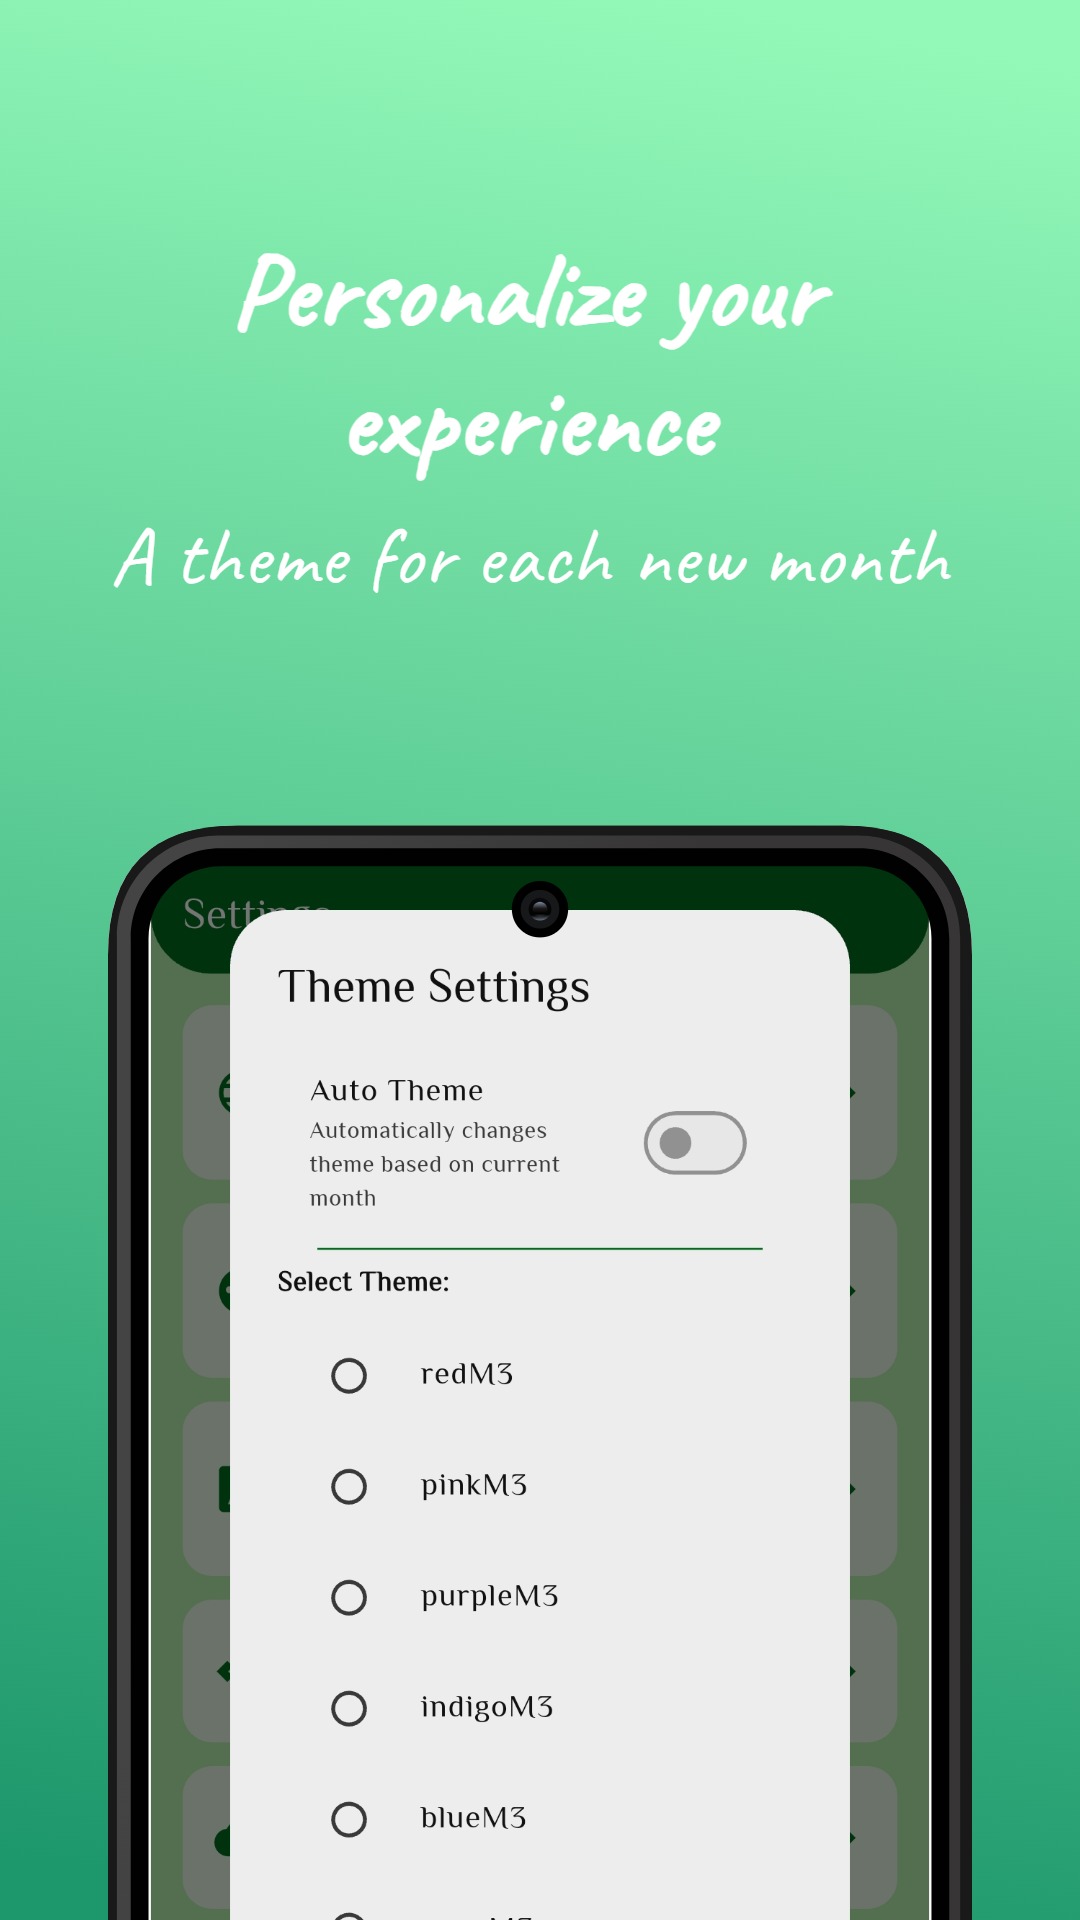 Personalize your
experience
A theme for each new month
Settings
Theme Settings
Auto Theme
Automatically changes
theme based on current
month
Select Theme:
redM3
pinkM3
purpleM3
indigoM3
blueM3